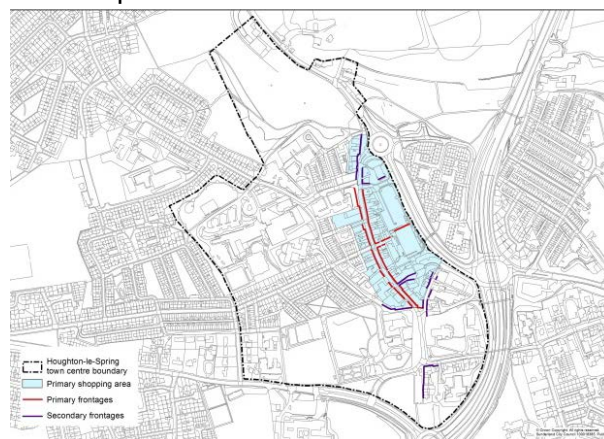 Houghton-le-Spring
town centre boundary
Primary shopping area
Primary frontages
Secondary frontages